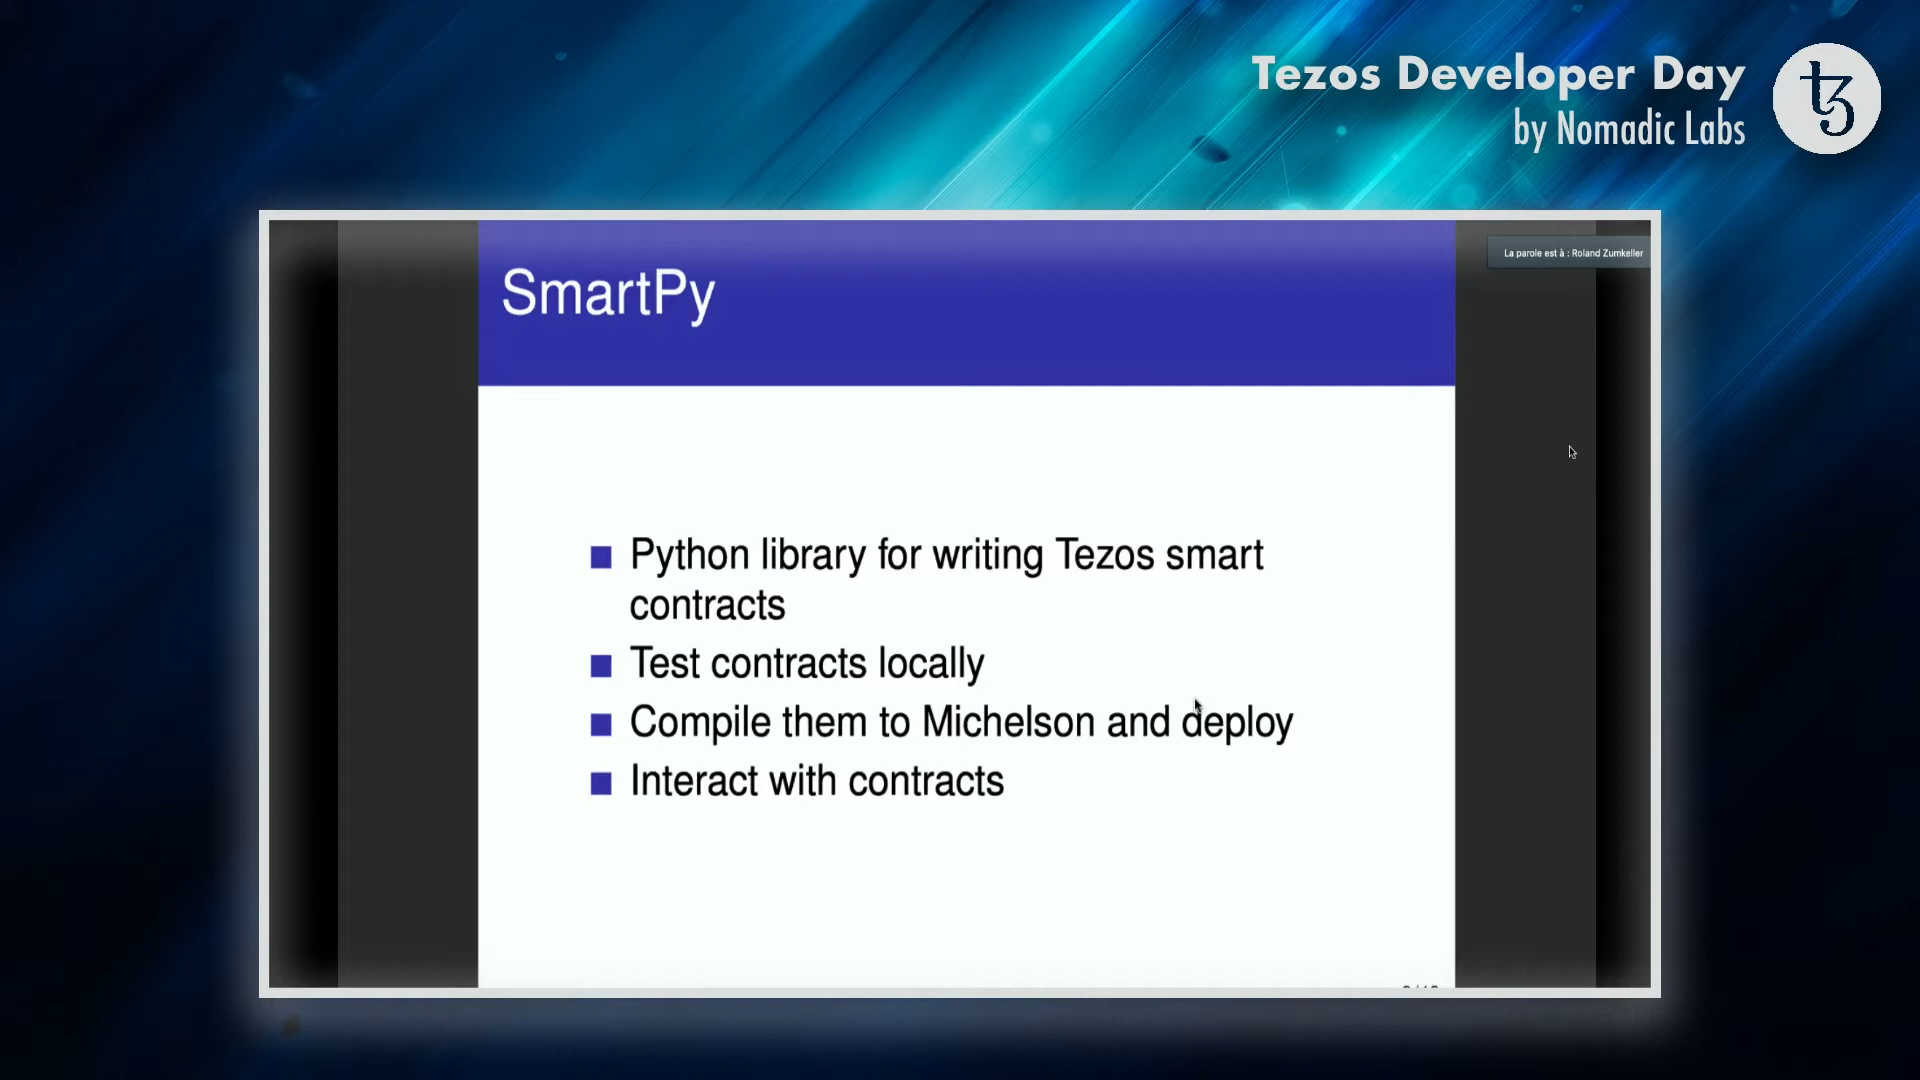 Tezos Developer Day
by Nomadic Labs
La parole est à : Roland Zumkeller
SmartPy
Python library for writing Tezos smart
contracts
Test contracts locally
Compile them to Michelson and deploy
Interact with contracts